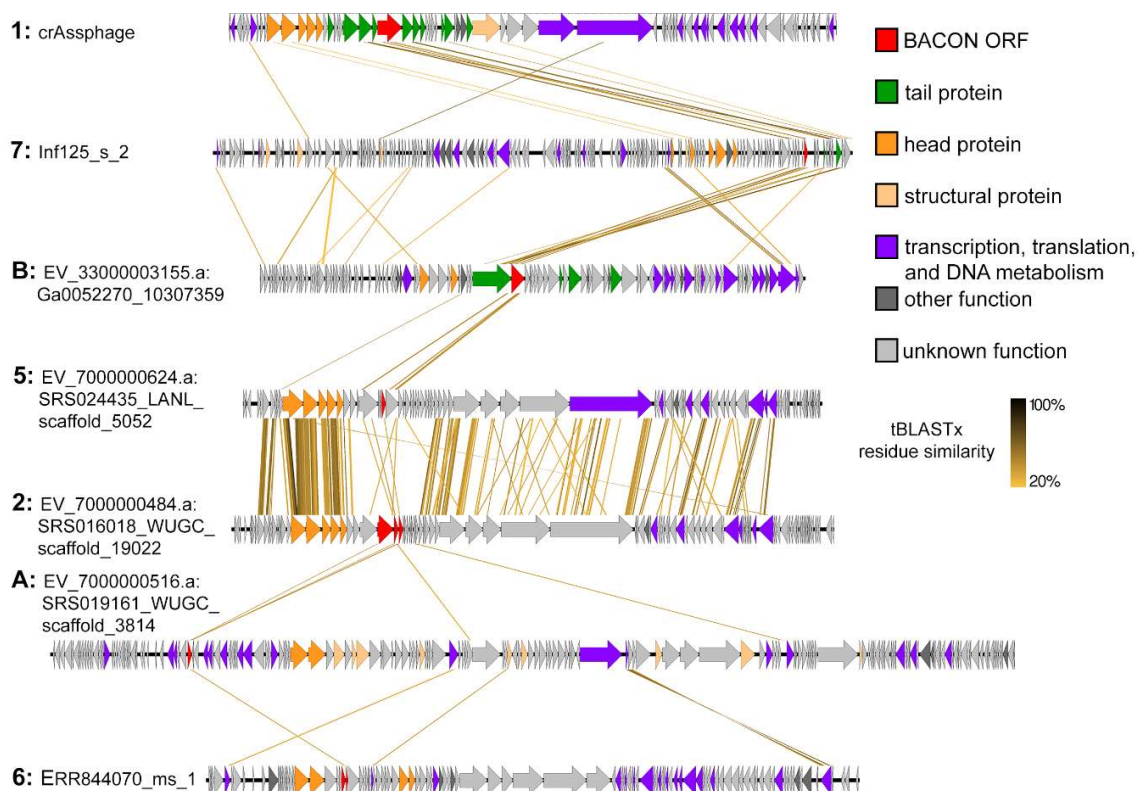 1: crAssphage
7: Inf125_s_2
B: EV_33000003155.a:
Ga0052270_10307359
5: EV_7000000624.a:
SRS024435_LANL_
scaffold_5052
2: EV_7000000484.a:
SRS016018_WUGC_
scaffold_19022
A: EV_7000000516.a:
SRS019161_WUGC_
scaffold_3814
6: ERR844070_ms_1
BACON ORF
tail protein
head protein
structural protein
transcription, translation,
and DNA metabolism
other function
unknown function
tBLASTx
residue similarity
100%
20%